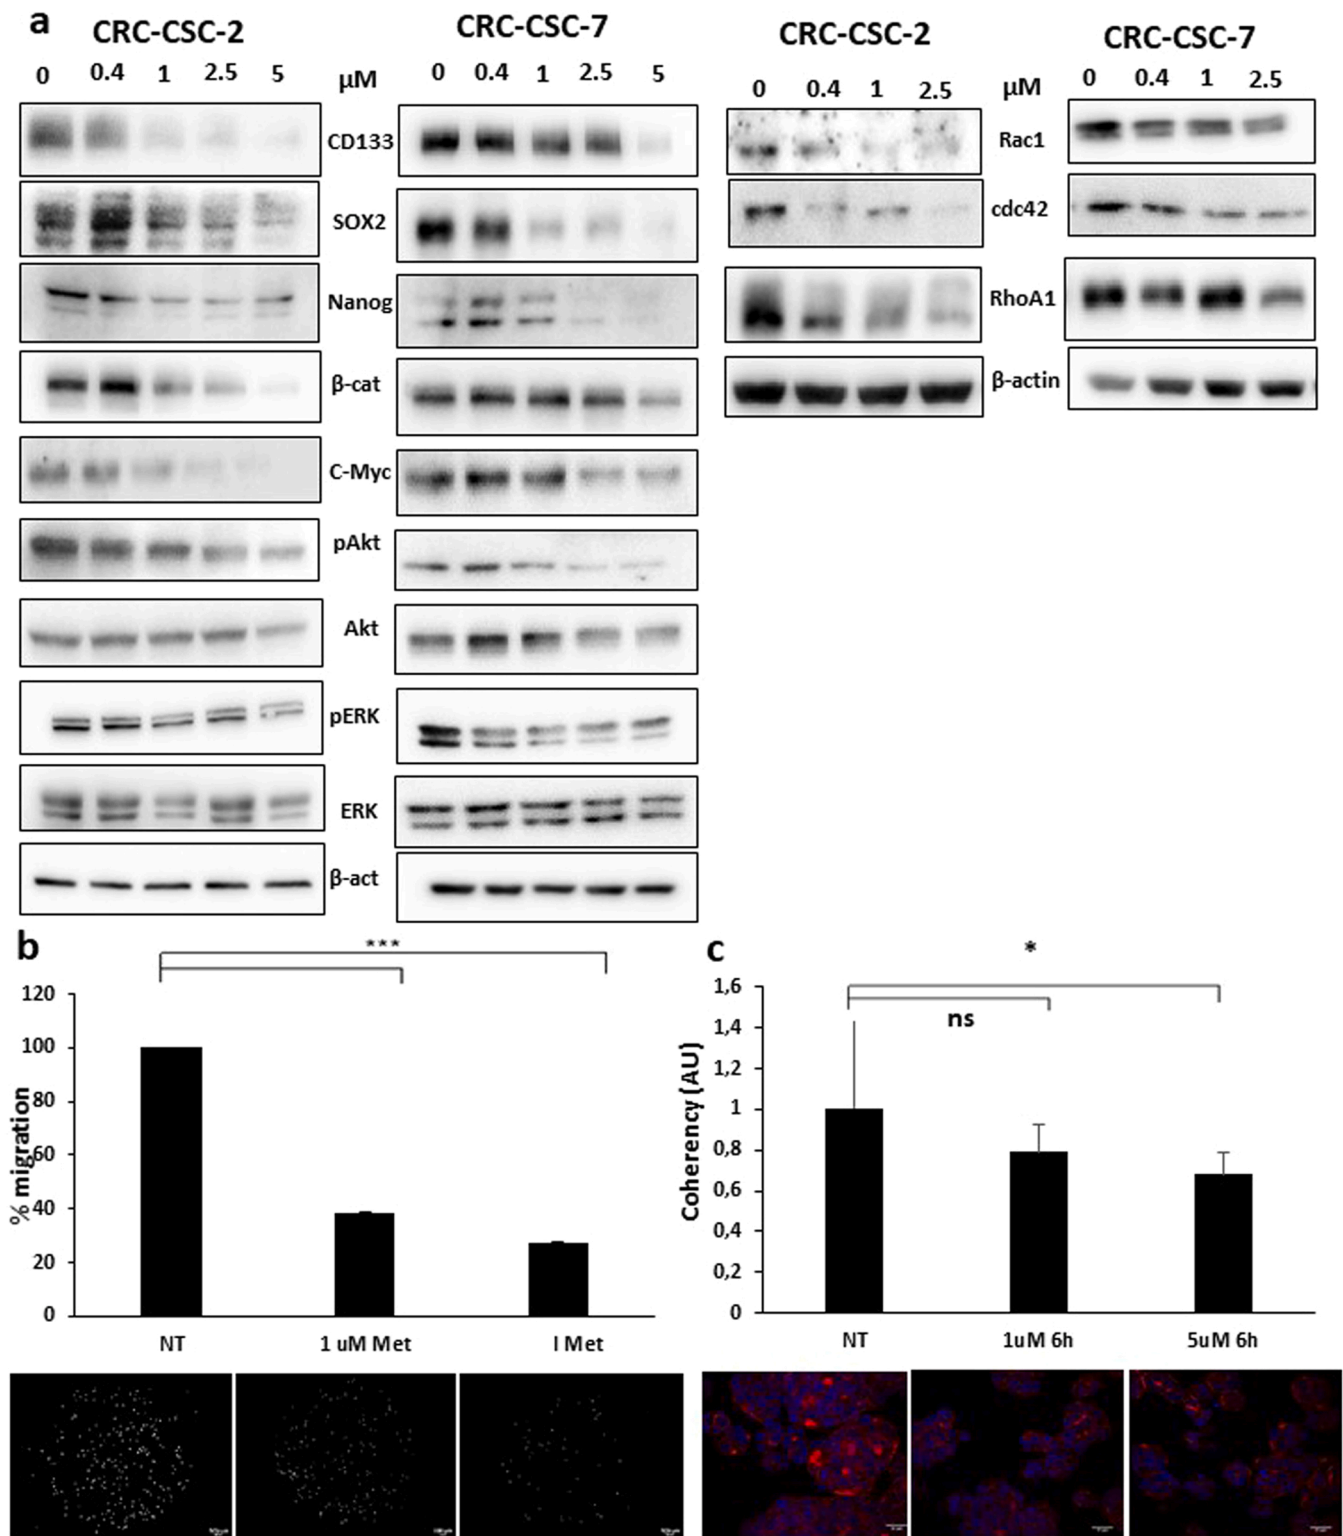 a
CRC-CSC-2
CRC-CSC-7
CRC-CSC-2
CRC-CSC-7
0 0.4 1 2.5 5
µM
0 0.4 1 2.5 5
0 0.4 1 2.5
µM
0 0.4 1 2.5
CD133
SOX2
Nanog
β-cat
C-Myc
pAkt
Akt
pERK
ERK
β-act
Rac1
cdc42
RhoA1
β-actin
b
***
% migration
120
100
80
60
40
20
0
NT
1 uM Met
I Met
c
*
ns
Coherency (AU)
1,6
1,4
1,2
1
0,8
0,6
0,4
0,2
0
NT
1uM 6h
5uM 6h